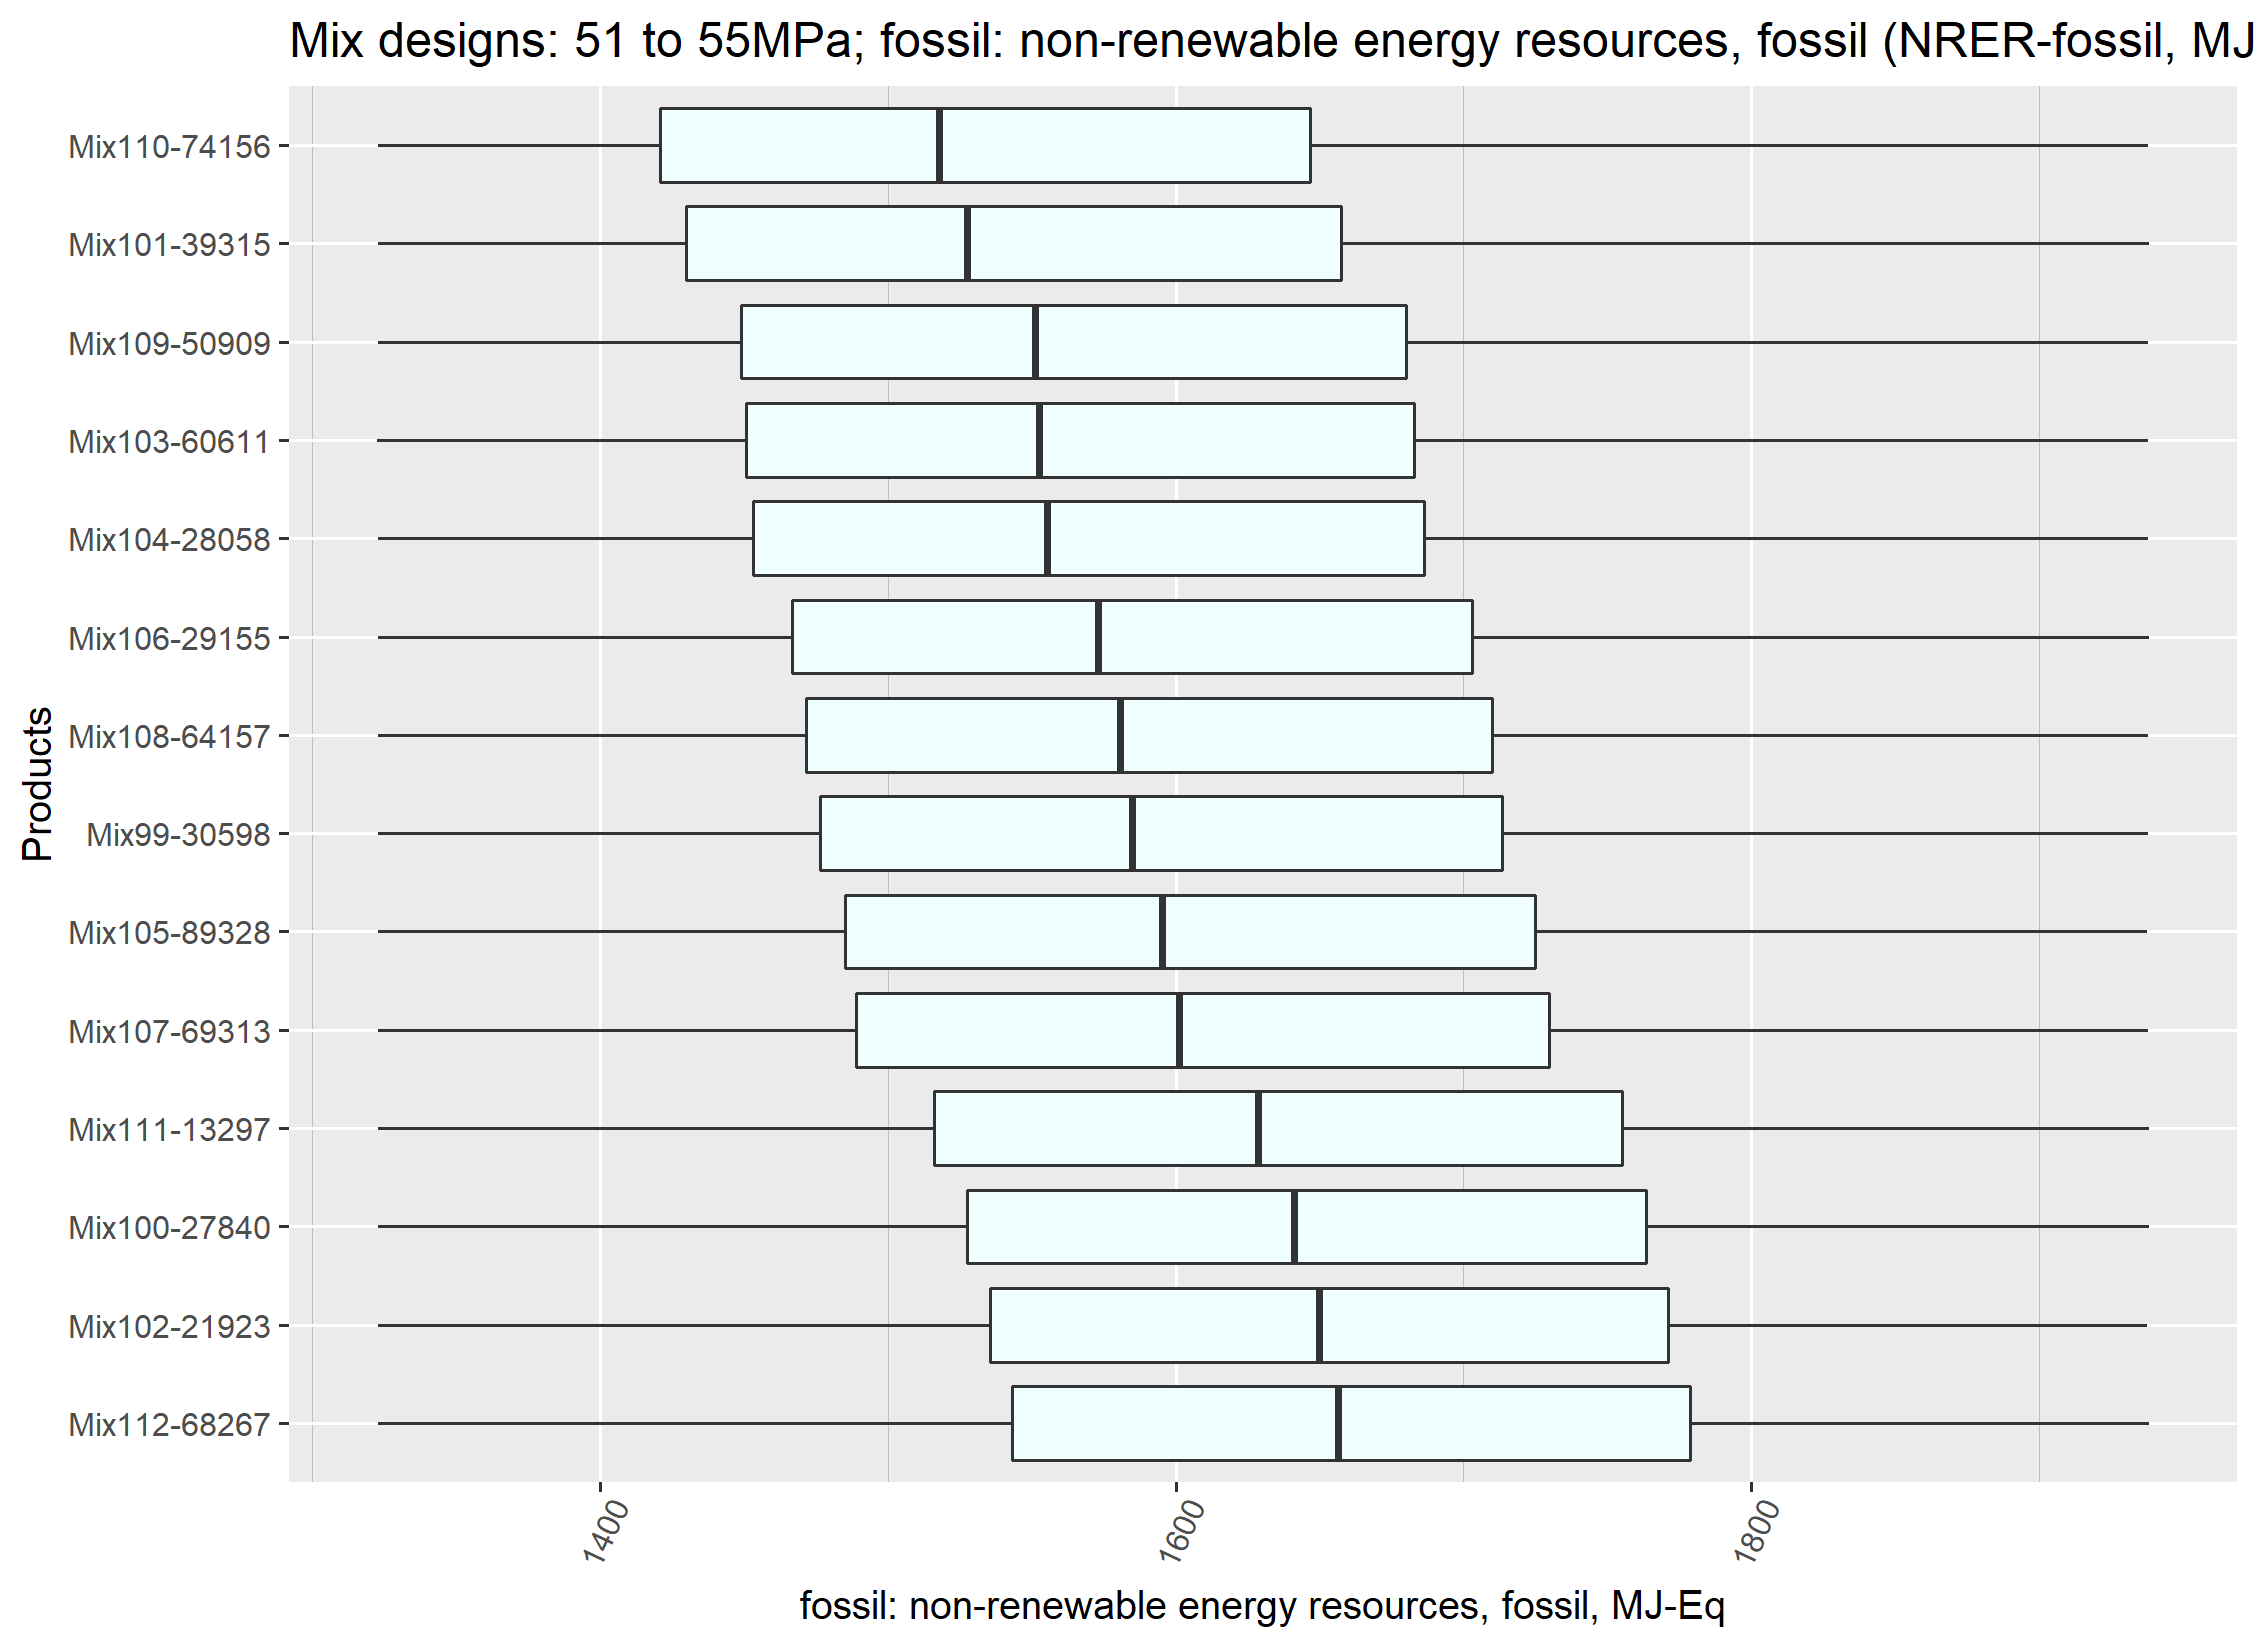 Mix designs: 51 to 55MPa; fossil: non-renewable energy resources, fossil (NRER-fossil, MJ
Mix110-74156
Mix101-39315
Mix109-50909
Mix103-60611
Mix104-28058
Mix106-29155
Mix108-64157
Mix99-30598
Mix105-89328
Mix107-69313
Mix111-13297
Mix100-27840
Mix102-21923
Mix112-68267
Products
1400
1600
1800
fossil: non-renewable energy resources, fossil, MJ-Eq